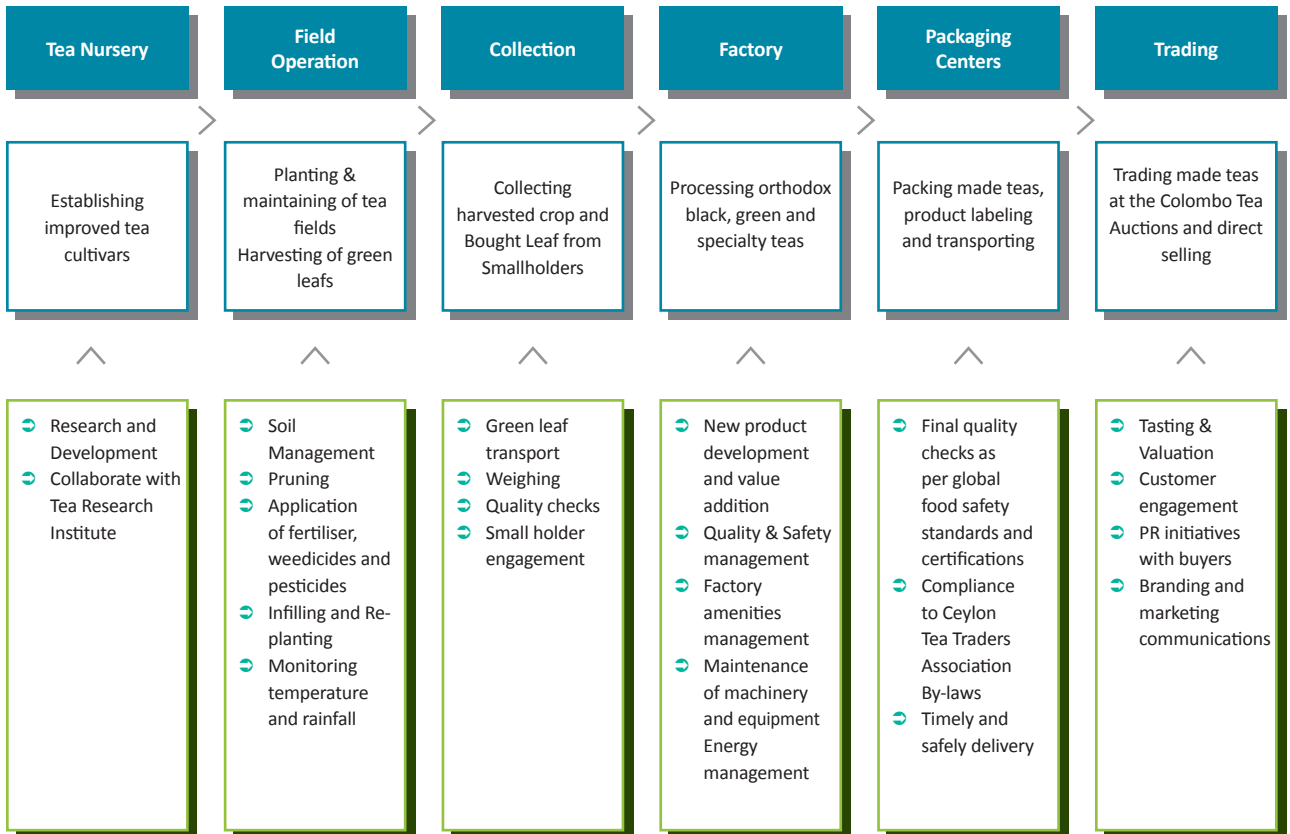 Tea Nursery
Field
Operation
Collection
Factory
Packaging
Centers
Trading
Establishing
improved tea
cultivars
Planting &
maintaining of tea
fields
Harvesting of green
leafs
Collecting
harvested crop and
Bought Leaf from
Smallholders
Processing orthodox
black, green and
specialty teas
Packing made teas,
product labeling
and transporting
Trading made teas
at the Colombo Tea
Auctions and direct
selling
Research and
Development
Collaborate with
Tea Research
Institute
Soil
Management
Pruning
Application
of fertiliser,
weedicides and
pesticides
Infilling and Re-
planting
Monitoring
temperature
and rainfall
Green leaf
transport
Weighing
Quality checks
Small holder
engagement
New product
development
and value
addition
Quality & Safety
management
Factory
amenities
management
Maintenance
of machinery
and equipment
Energy
management
Final quality
checks as
per global
food safety
standards and
certifications
Compliance
to Ceylon
Tea Traders
Association
By-laws
Timely and
safely delivery
Tasting &
Valuation
Customer
engagement
PR initiatives
with buyers
Branding and
marketing
communications